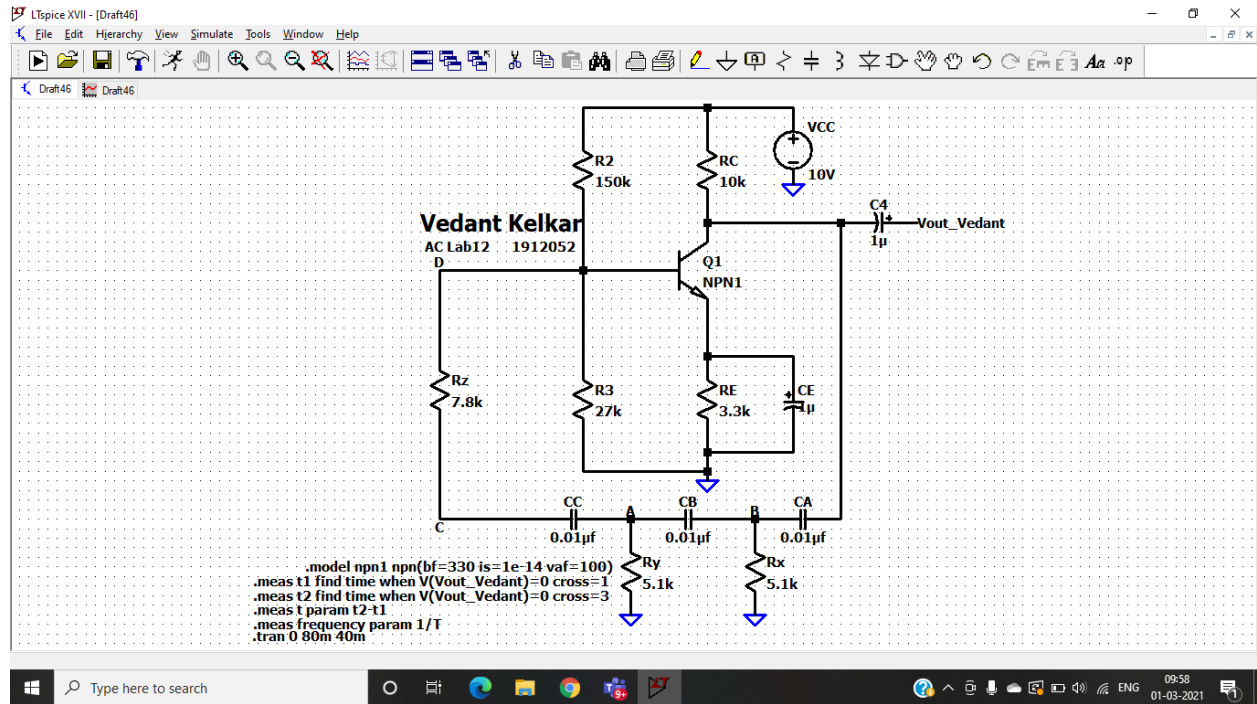 LTspice XVII - [Draft46]
File Edit Hierarchy View Simulate Tools Window Help
Aa .op
Draft46 Draft46
VCC
10V
R2
150k
RC
10k
C4
1µ
Vout_Vedant
Vedant Kelkar
AC Lab12 1912052
D
Q1
NPN1
Rz
7.8k
R3
27k
RE
3.3k
CE
1µ
CC
0.01µf
A
CB
0.01µf
B
CA
0.01µf
C
Ry
5.1k
Rx
5.1k
.model npn1 npn(bf=330 is=1e-14 vaf=100)
.meas t1 find time when V(Vout_Vedant)=0 cross=1
.meas t2 find time when V(Vout_Vedant)=0 cross=3
.meas t param t2-t1
.meas frequency param 1/T
.tran 0 80m 40m
Type here to search
9+
ENG
09:58
01-03-2021
1